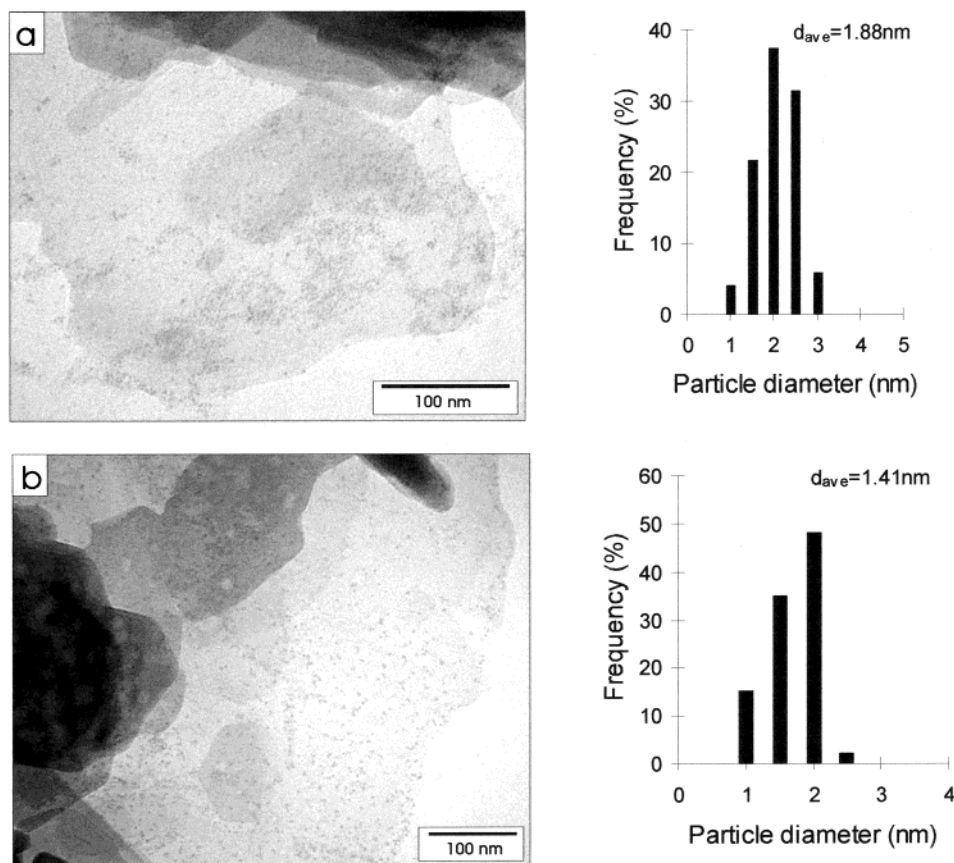 a
100 nm
d_ave=1.88nm
Frequency (%)
40
30
20
10
0
0 1 2 3 4 5
Particle diameter (nm)
b
100 nm
d_ave=1.41nm
Frequency (%)
60
50
40
30
20
10
0
0 1 2 3 4
Particle diameter (nm)